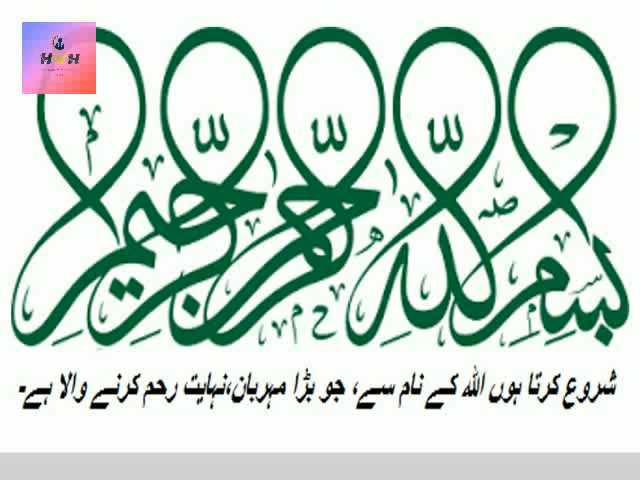 HWH
بسم الله الرحمن الرحيم
شروع کرتا ہوں اللہ کے نام سے، جو بڑا مہربان،نہایت رحم کرنے والا ہے۔